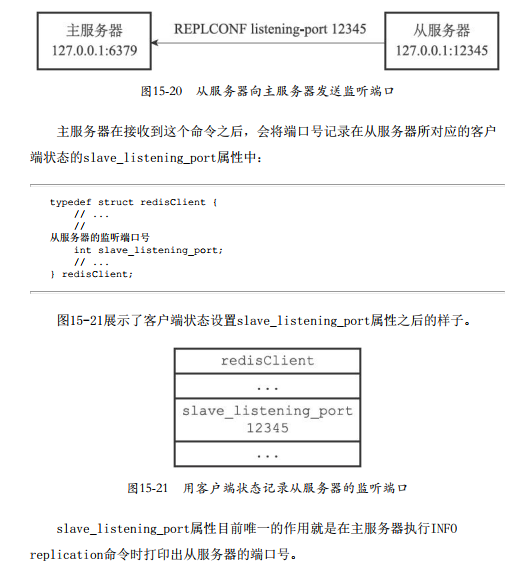 主服务器
127.0.0.1:6379
REPLCONF listening-port 12345
从服务器
127.0.0.1:12345
图15-20 从服务器向主服务器发送监听端口
主服务器在接收到这个命令之后，会将端口号记录在从服务器所对应的客户
端状态的slave_listening_port属性中：
typedef struct redisClient {
// ...
//
从服务器的监听端口号
int slave_listening_port;
// ...
} redisClient;
图15-21展示了客户端状态设置slave_listening_port属性之后的样子。
redisClient
...
slave_listening_port
12345
...
图15-21 用客户端状态记录从服务器的监听端口
slave_listening_port属性目前唯一的作用就是在主服务器执行INFO
replication命令时打印出从服务器的端口号。